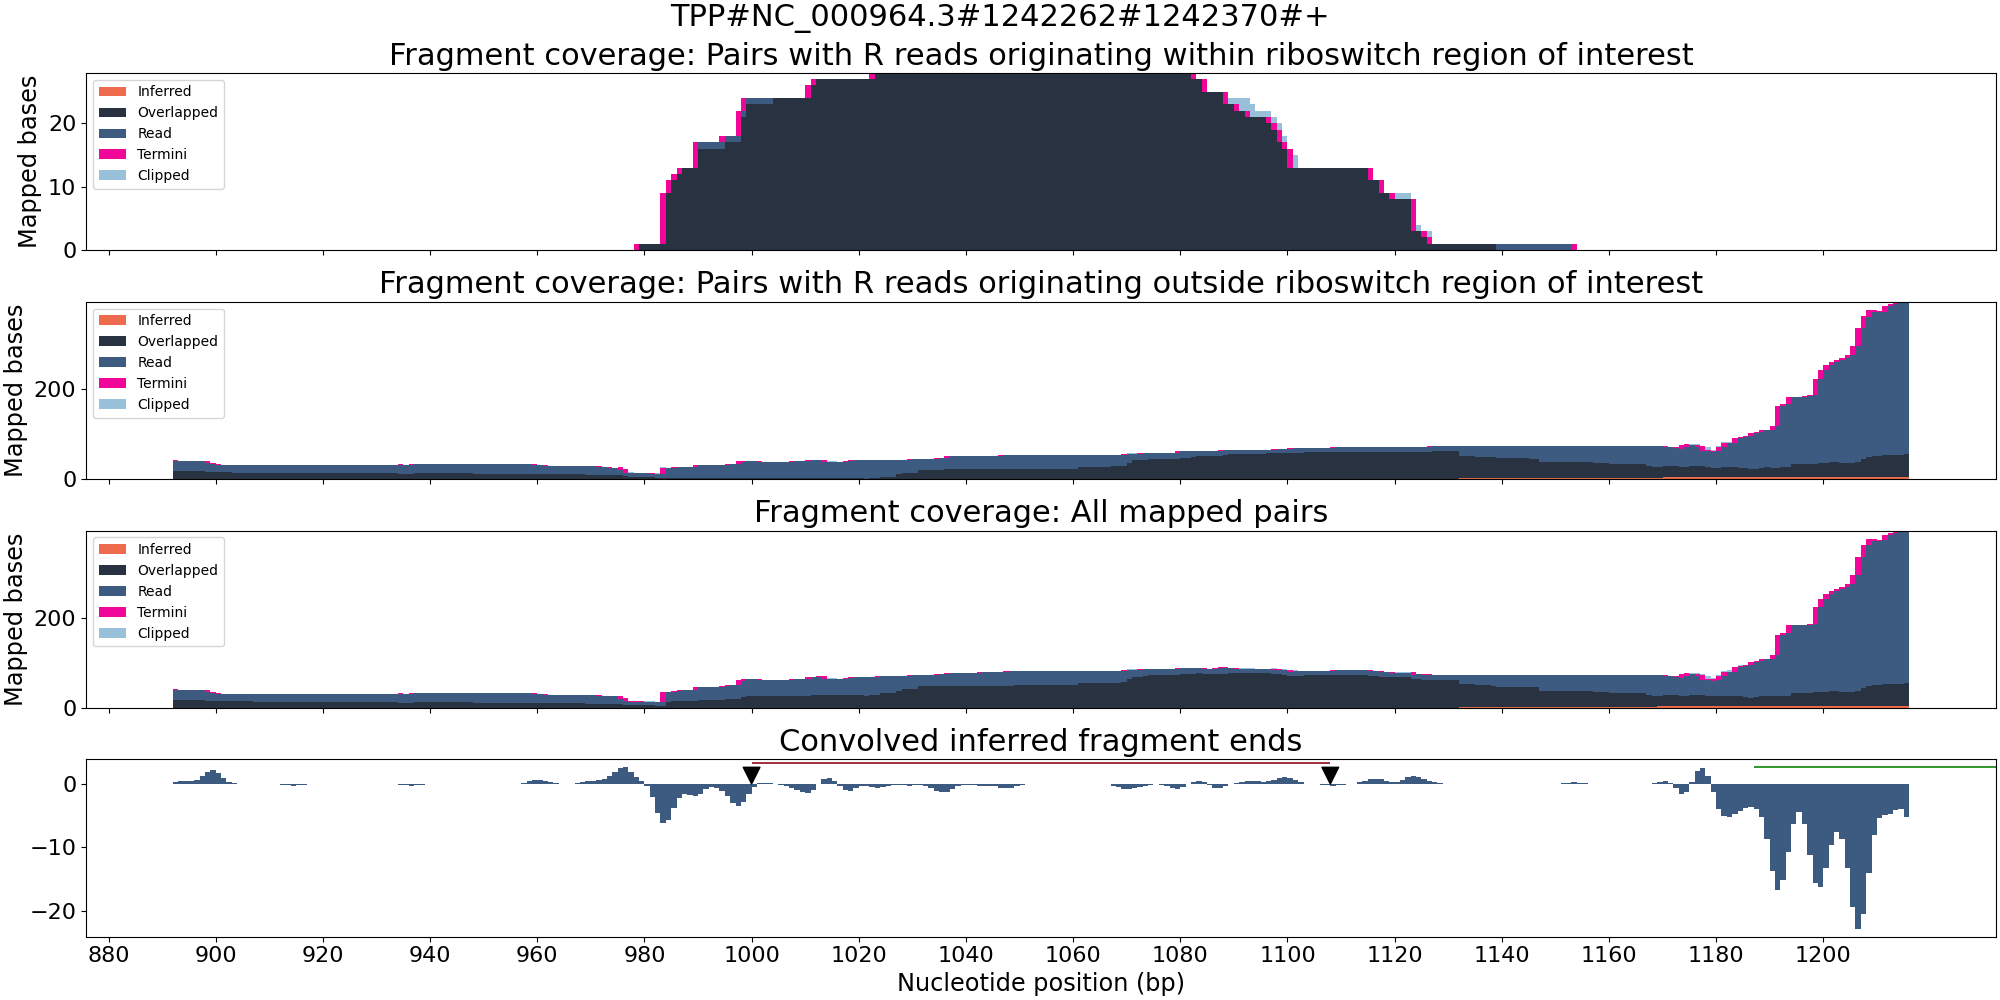 TPP#NC_000964.3#1242262#1242370#+
Fragment coverage: Pairs with R reads originating within riboswitch region of interest
Mapped bases
20
10
0
Inferred
Overlapped
Read
Termini
Clipped
Fragment coverage: Pairs with R reads originating outside riboswitch region of interest
Mapped bases
200
0
Inferred
Overlapped
Read
Termini
Clipped
Fragment coverage: All mapped pairs
Mapped bases
200
0
Inferred
Overlapped
Read
Termini
Clipped
Convolved inferred fragment ends
0
−10
−20
880 900 920 940 960 980 1000 1020 1040 1060 1080 1100 1120 1140 1160 1180 1200
Nucleotide position (bp)